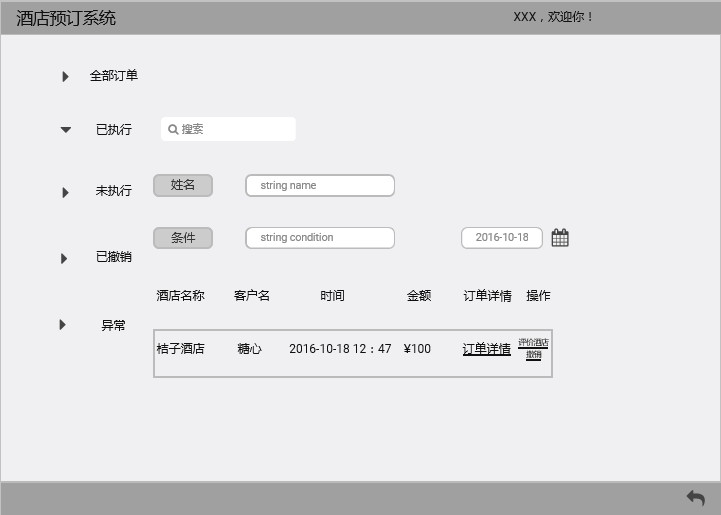 酒店预订系统 XXX，欢迎你！
全部订单
已执行 搜索
未执行 姓名 string name
条件 string condition 2016-10-18
已撤销
酒店名称 客户名 时间 金额 订单详情 操作
异常
桔子酒店 糖心 2016-10-18 12：47 ¥100 订单详情 评价酒店
撤销